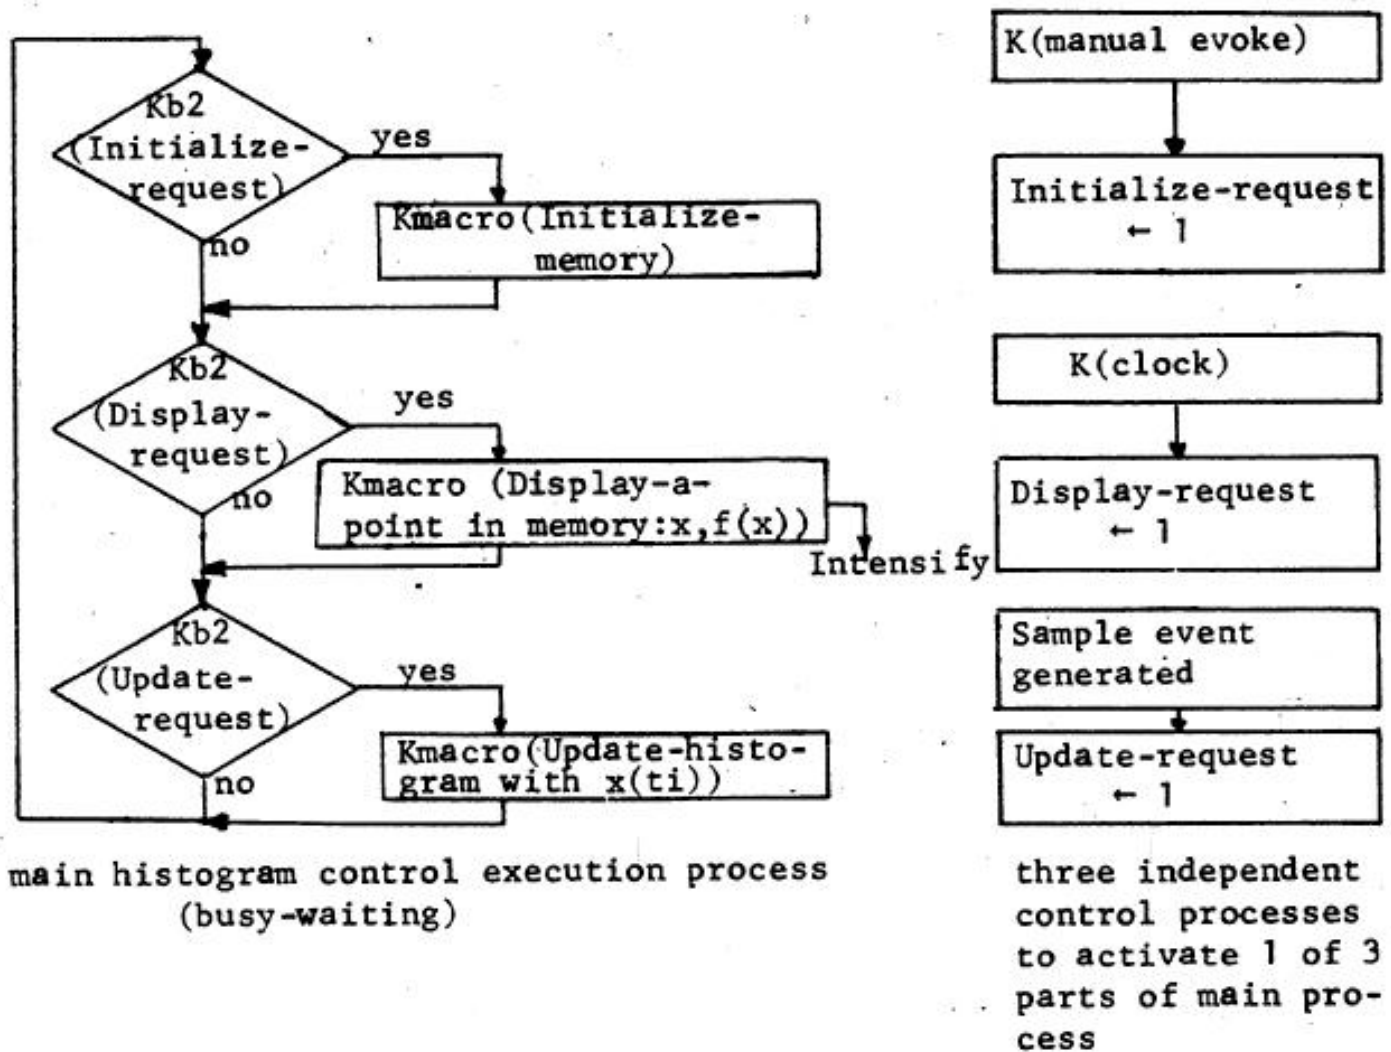 Kb2
(Initialize-
request)
yes
no
Kmacro(Initialize-
memory)
Kb2
(Display-
request)
yes
no
Kmacro (Display-a-
point in memory:x,f(x))
Intensify
Kb2
(Update-
request)
yes
no
Kmacro(Update-histo-
gram with x(ti))
main histogram control execution process
(busy-waiting)
K(manual evoke)
Initialize-request
← 1
K(clock)
Display-request
← 1
Sample event
generated
Update-request
← 1
three independent
control processes
to activate 1 of 3
parts of main pro-
cess